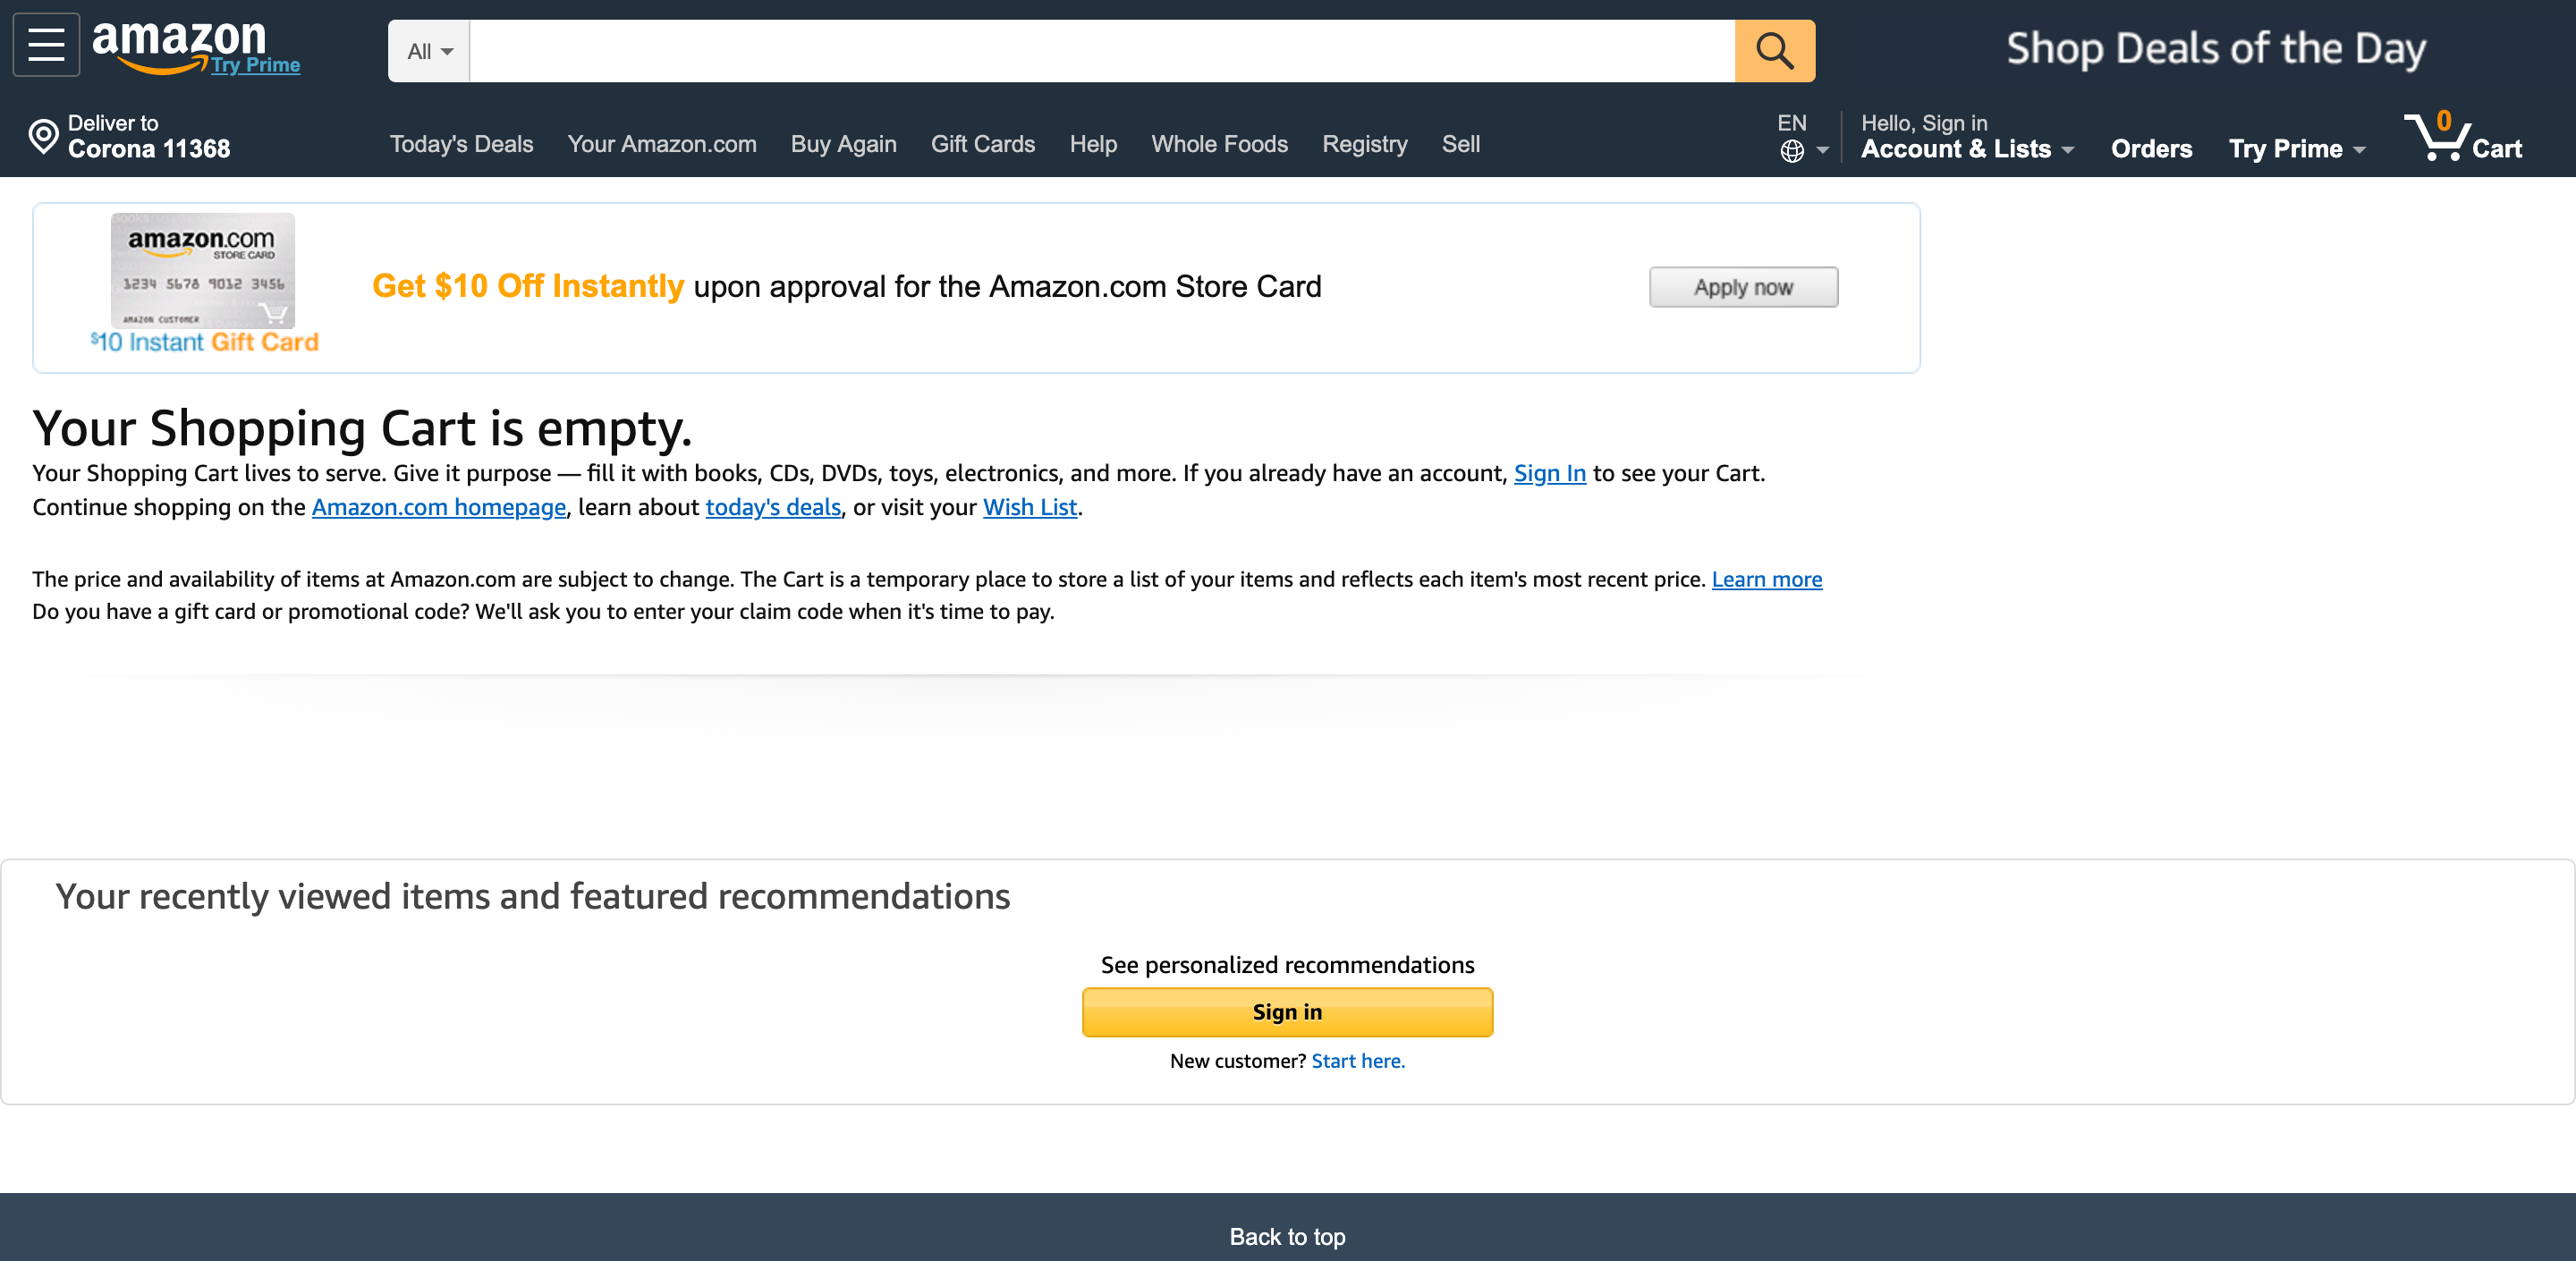 amazon
Try Prime
All
Shop Deals of the Day
Deliver to
Corona 11368
Today's Deals
Your Amazon.com
Buy Again
Gift Cards
Help
Whole Foods
Registry
Sell
EN
Hello, Sign in
Account & Lists
Orders
Try Prime
0
Cart
amazon.com
STORE CARD
1234 5678 9012 3456
AMAZON CUSTOMER
$10 Instant Gift Card
Get $10 Off Instantly upon approval for the Amazon.com Store Card
Apply now
Your Shopping Cart is empty.
Your Shopping Cart lives to serve. Give it purpose — fill it with books, CDs, DVDs, toys, electronics, and more. If you already have an account, Sign In to see your Cart.
Continue shopping on the Amazon.com homepage, learn about today's deals, or visit your Wish List.
The price and availability of items at Amazon.com are subject to change. The Cart is a temporary place to store a list of your items and reflects each item's most recent price. Learn more
Do you have a gift card or promotional code? We'll ask you to enter your claim code when it's time to pay.
Your recently viewed items and featured recommendations
See personalized recommendations
Sign in
New customer? Start here.
Back to top